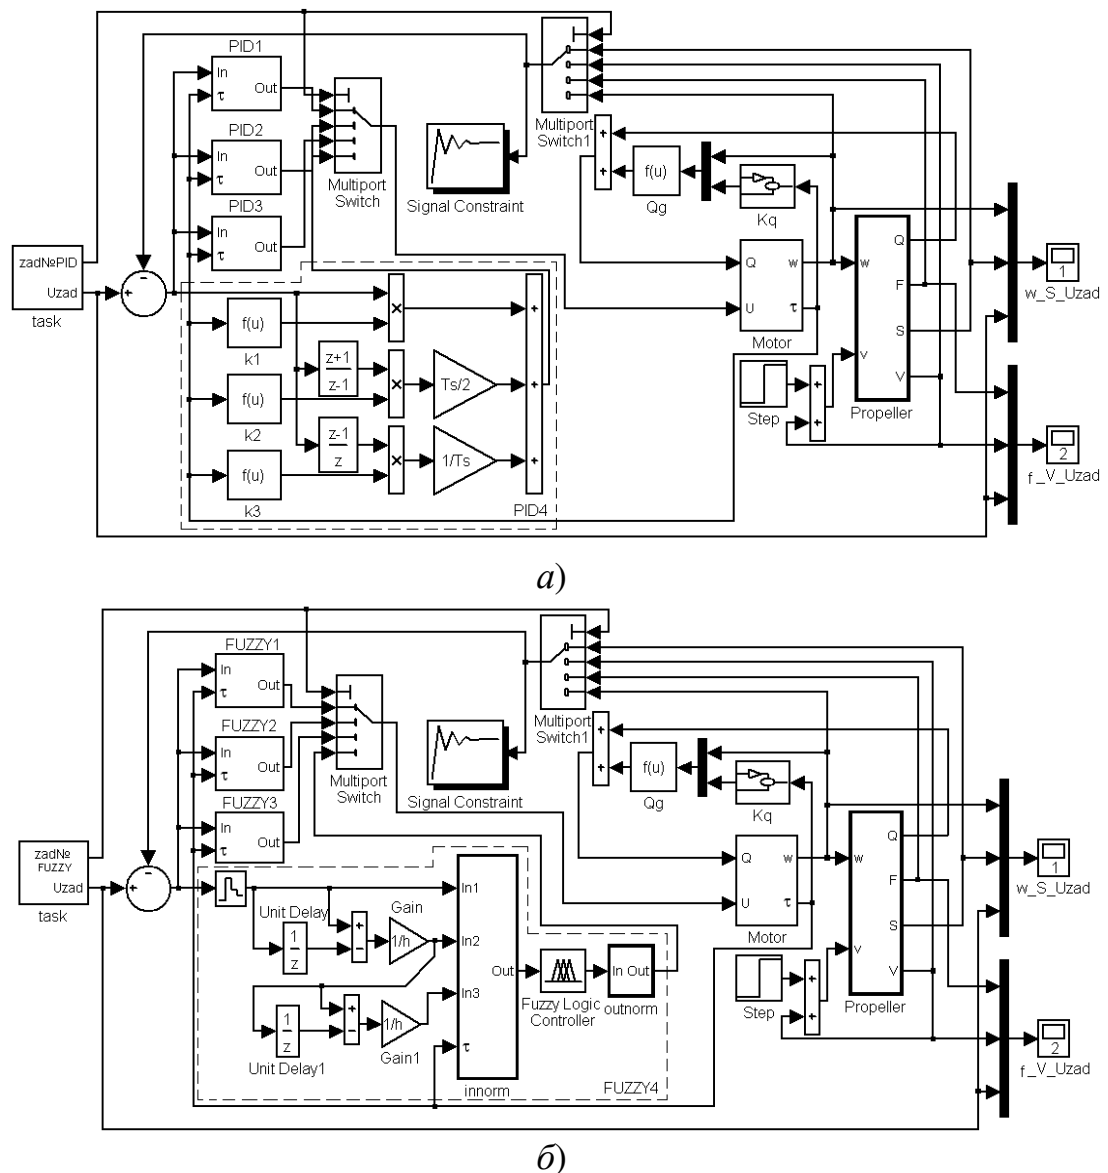 PID1
In
τ
Out
PID2
In
τ
Out
PID3
In
τ
Out
Multiport
Switch
Signal Constraint
Multiport
Switch1
f(u)
Qg
Kq
zad№PID
Uzad
task
+
-
f(u)
k1
f(u)
k2
f(u)
k3
z+1
z-1
z-1
z
×
×
×
Ts/2
1/Ts
+
+
+
PID4
+
+
Q
U
w
τ
Motor
Step
+
+
w
v
Q
F
S
V
Propeller
1
w_S_Uzad
2
f_V_Uzad
а)
FUZZY1
In
τ
Out
FUZZY2
In
τ
Out
FUZZY3
In
τ
Out
Multiport
Switch
Signal Constraint
Multiport
Switch1
+
+
f(u)
Qg
Kq
zad№
FUZZY
Uzad
task
+
-
Unit Delay
1
z
+
-
Gain
1/h
1
z
Unit Delay1
+
-
1/h
Gain1
In1
In2
In3
τ
Out
innorm
Fuzzy Logic
Controller
In Out
outnorm
FUZZY4
Q
U
w
τ
Motor
Step
+
+
w
v
Q
F
S
V
Propeller
1
w_S_Uzad
2
f_V_Uzad
б)